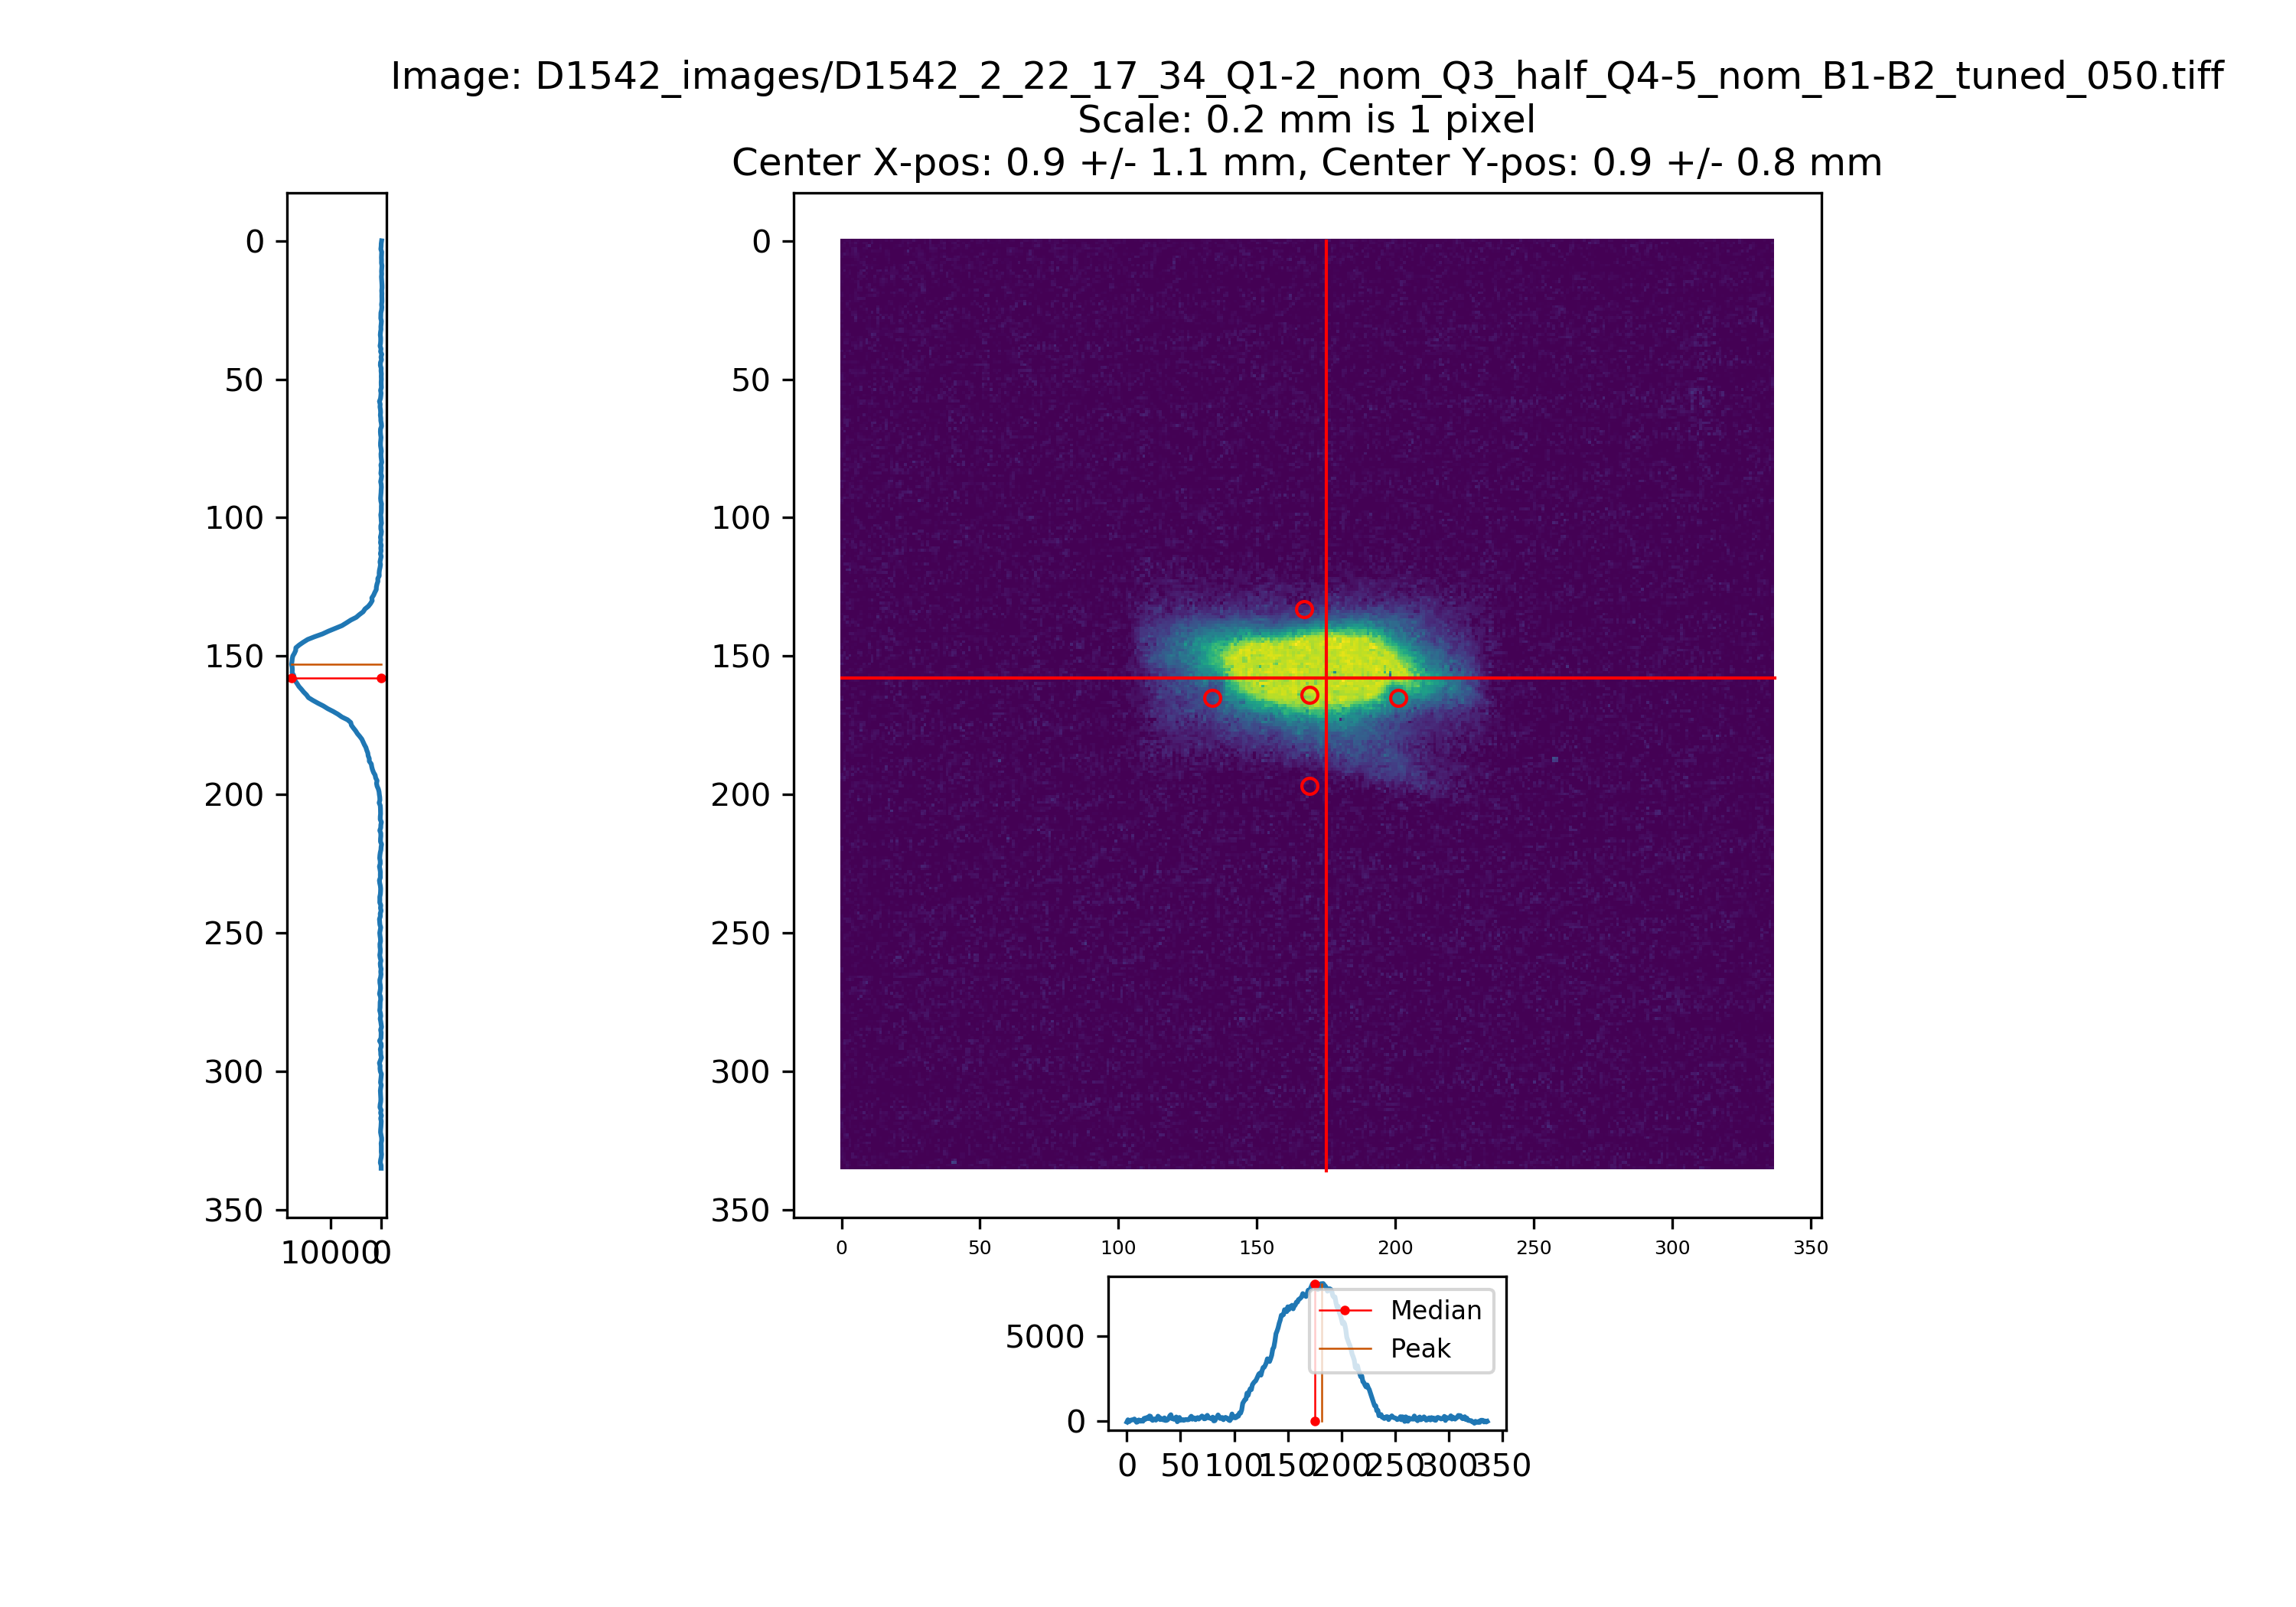 Image: D1542_images/D1542_2_22_17_34_Q1-2_nom_Q3_half_Q4-5_nom_B1-B2_tuned_050.tiff
Scale: 0.2 mm is 1 pixel
Center X-pos: 0.9 +/- 1.1 mm, Center Y-pos: 0.9 +/- 0.8 mm
0
50
100
150
200
250
300
350
10000 0
0
50
100
150
200
250
300
350
0 50 100 150 200 250 300 350
5000
0
Median
Peak
0 50 100 150 200 250 300 350